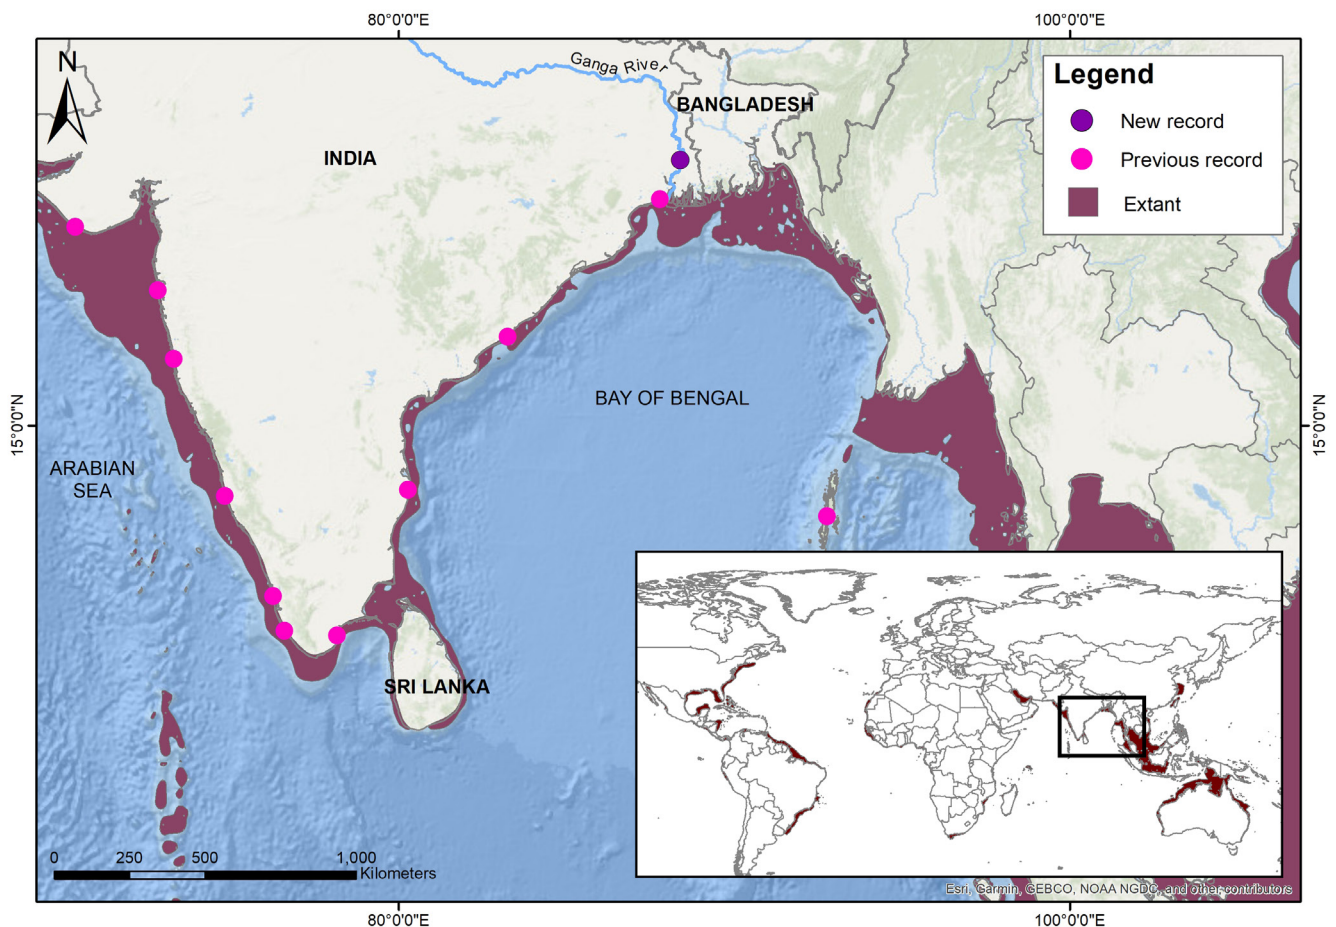 80°0'0"E
100°0'0"E
N
Ganga River
BANGLADESH
INDIA
Legend
New record
Previous record
Extant
15°0'0"N
15°0'0"N
BAY OF BENGAL
ARABIAN
SEA
SRI LANKA
0 250 500 1,000
Kilometers
Esri, Garmin, GEBCO, NOAA NGDC, and other contributors
80°0'0"E
100°0'0"E